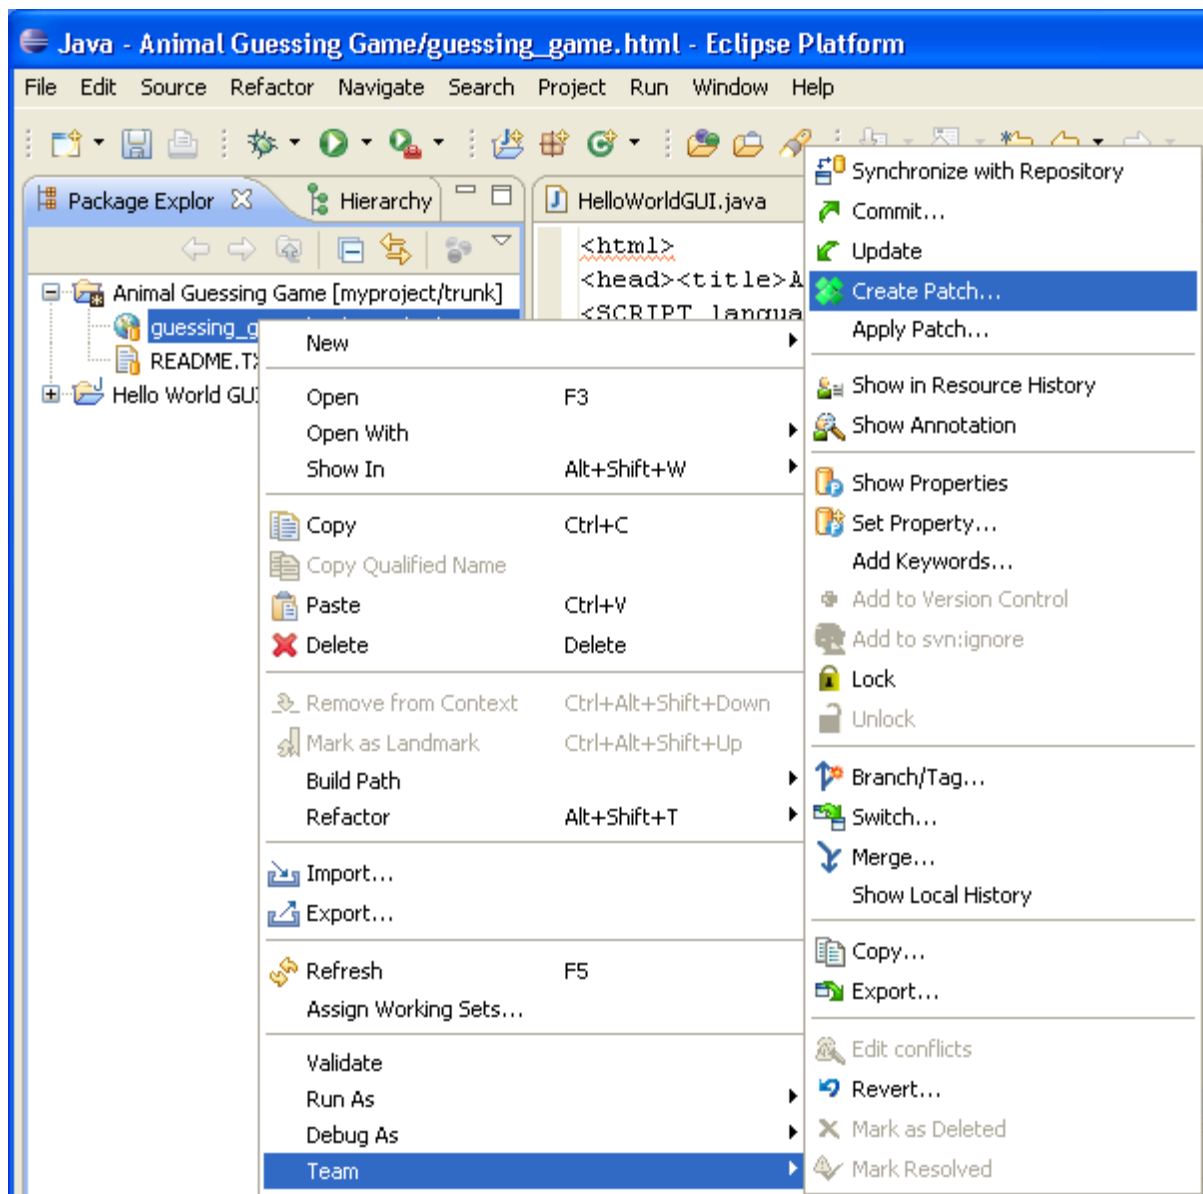 Java - Animal Guessing Game/guessing_game.html - Eclipse Platform
File Edit Source Refactor Navigate Search Project Run Window Help
Package Explor
Hierarchy
HelloWorldGUI.java
<html>
<head><title>A
<SCRIPT langua
Animal Guessing Game [myproject/trunk]
guessing_g
README.TX
Hello World GUI
New
Open F3
Open With
Show In Alt+Shift+W
Copy Ctrl+C
Copy Qualified Name
Paste Ctrl+V
Delete Delete
Remove from Context Ctrl+Alt+Shift+Down
Mark as Landmark Ctrl+Alt+Shift+Up
Build Path
Refactor Alt+Shift+T
Import...
Export...
Refresh F5
Assign Working Sets...
Validate
Run As
Debug As
Team
Synchronize with Repository
Commit...
Update
Create Patch...
Apply Patch...
Show in Resource History
Show Annotation
Show Properties
Set Property...
Add Keywords...
Add to Version Control
Add to svn:ignore
Lock
Unlock
Branch/Tag...
Switch...
Merge...
Show Local History
Copy...
Export...
Edit conflicts
Revert...
Mark as Deleted
Mark Resolved